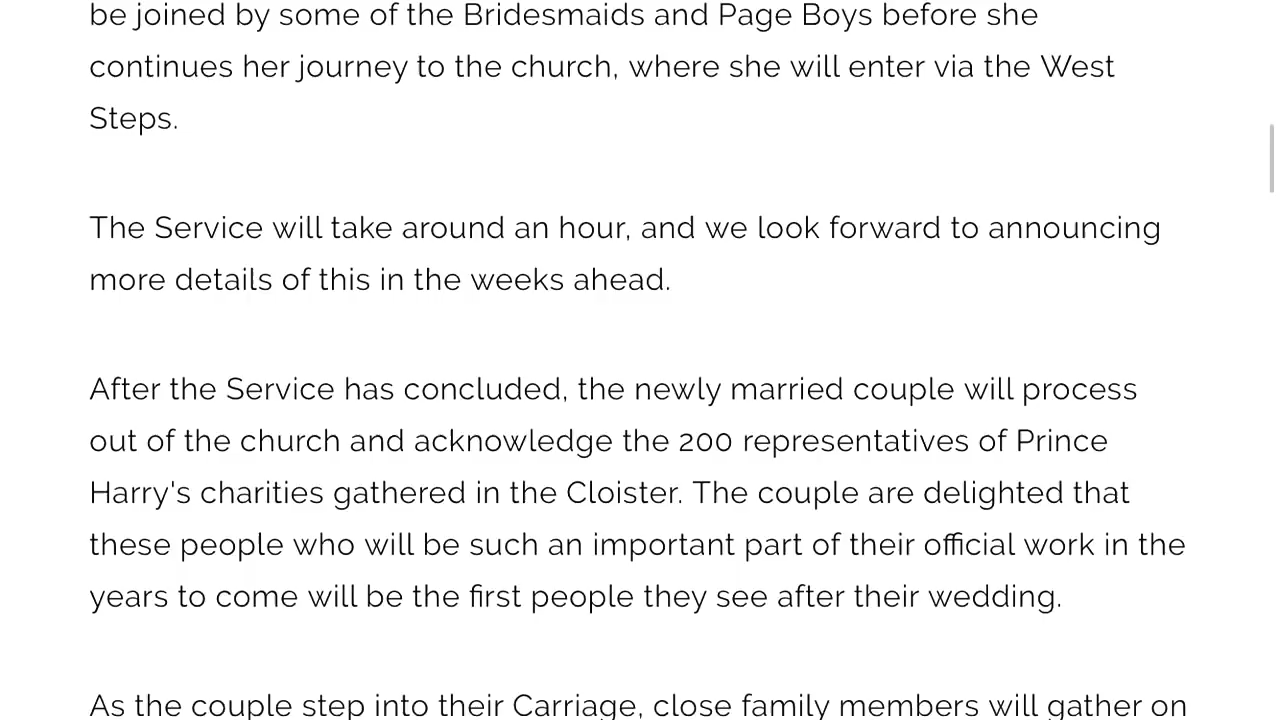 be joined by some of the Bridesmaids and Page Boys before she
continues her journey to the church, where she will enter via the West
Steps.
The Service will take around an hour, and we look forward to announcing
more details of this in the weeks ahead.
After the Service has concluded, the newly married couple will process
out of the church and acknowledge the 200 representatives of Prince
Harry's charities gathered in the Cloister. The couple are delighted that
these people who will be such an important part of their official work in the
years to come will be the first people they see after their wedding.
As the couple step into their Carriage, close family members will gather on